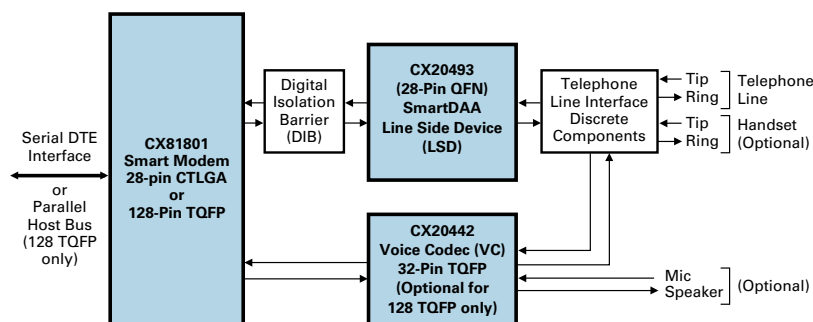 Serial DTE
Interface
or
Parallel
Host Bus
(128 TQFP
only)
CX81801
Smart Modem
28-pin CTLGA
or
128-Pin TQFP
Digital
Isolation
Barrier
(DIB)
CX20493
(28-Pin QFN)
SmartDAA
Line Side Device
(LSD)
Telephone
Line Interface
Discrete
Components
Tip
Ring
Telephone
Line
Tip
Ring
Handset
(Optional)
CX20442
Voice Codec (VC)
32-Pin TQFP
(Optional for
128 TQFP only)
Mic
Speaker
(Optional)